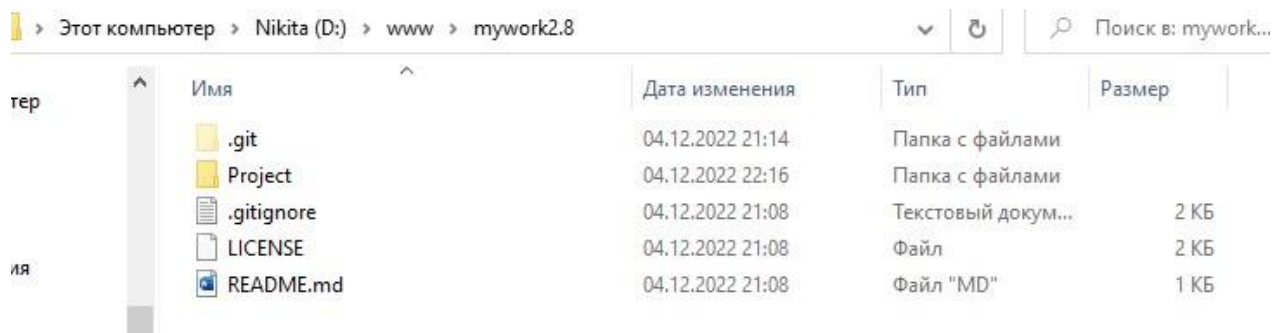 Этот компьютер > Nikita (D:) > www > mywork2.8 Поиск в: mywork...
тер Имя Дата изменения Тип Размер
.git 04.12.2022 21:14 Папка с файлами
Project 04.12.2022 22:16 Папка с файлами
.gitignore 04.12.2022 21:08 Текстовый докум... 2 КБ
LICENSE 04.12.2022 21:08 Файл 2 КБ
ия README.md 04.12.2022 21:08 Файл "MD" 1 КБ